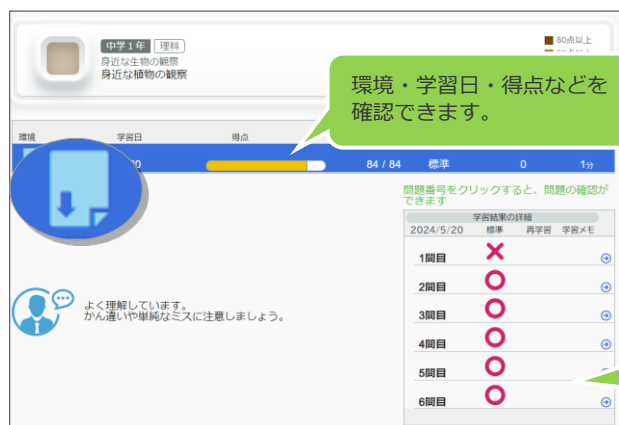 中学1年 理科
身近な生物の観察
身近な植物の観察
80点以上
環境・学習日・得点などを
確認できます。
環境 学習日 得点
84 / 84 標準 0 1分
問題番号をクリックすると、問題の確認が
できます
学習結果の詳細
2024/5/20 標準 再学習 学習メモ
1問目
2問目
3問目
4問目
5問目
6問目
よく理解しています。
かん違いや単純なミスに注意しましょう。